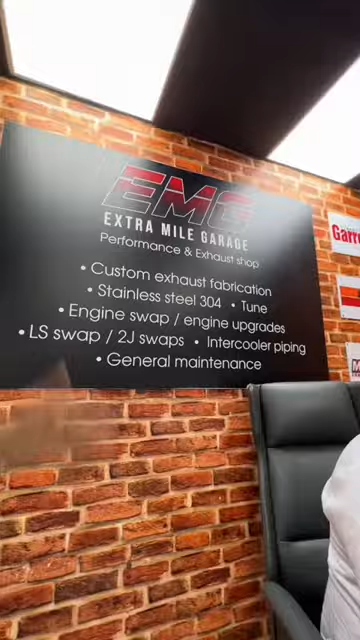 EMG
EXTRA MILE GARAGE
Performance & Exhaust shop
• Custom exhaust fabrication
• Stainless steel 304 • Tune
• Engine swap / engine upgrades
• LS swap / 2J swaps • Intercooler piping
• General maintenance
Garr